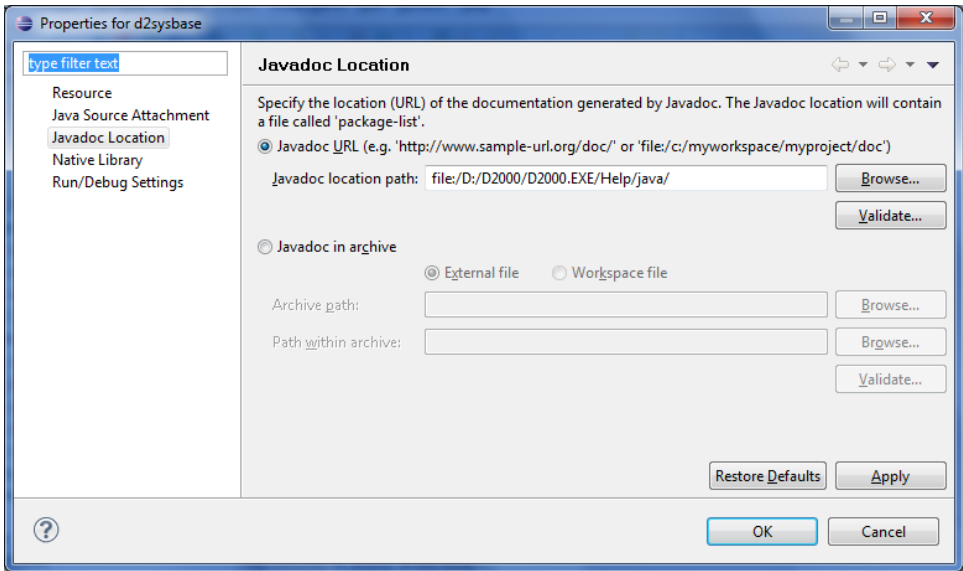 Properties for d2sysbase
type filter text
Resource
Java Source Attachment
Javadoc Location
Native Library
Run/Debug Settings
Javadoc Location
Specify the location (URL) of the documentation generated by Javadoc. The Javadoc location will contain
a file called 'package-list'.
Javadoc URL (e.g. 'http://www.sample-url.org/doc/' or 'file:/c:/myworkspace/myproject/doc')
Javadoc location path: file:/D:/D2000/D2000.EXE/Help/java/ Browse...
Validate...
Javadoc in archive
External file Workspace file
Archive path: Browse...
Path within archive: Browse...
Validate...
Restore Defaults Apply
? OK Cancel